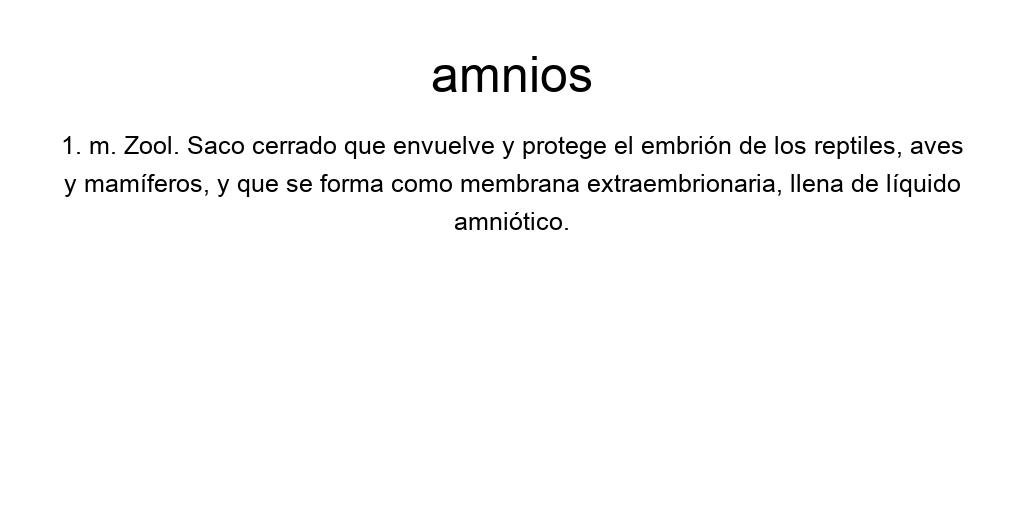 amnios
1. m. Zool. Saco cerrado que envuelve y protege el embrión de los reptiles, aves
y mamíferos, y que se forma como membrana extraembrionaria, llena de líquido
amniótico.